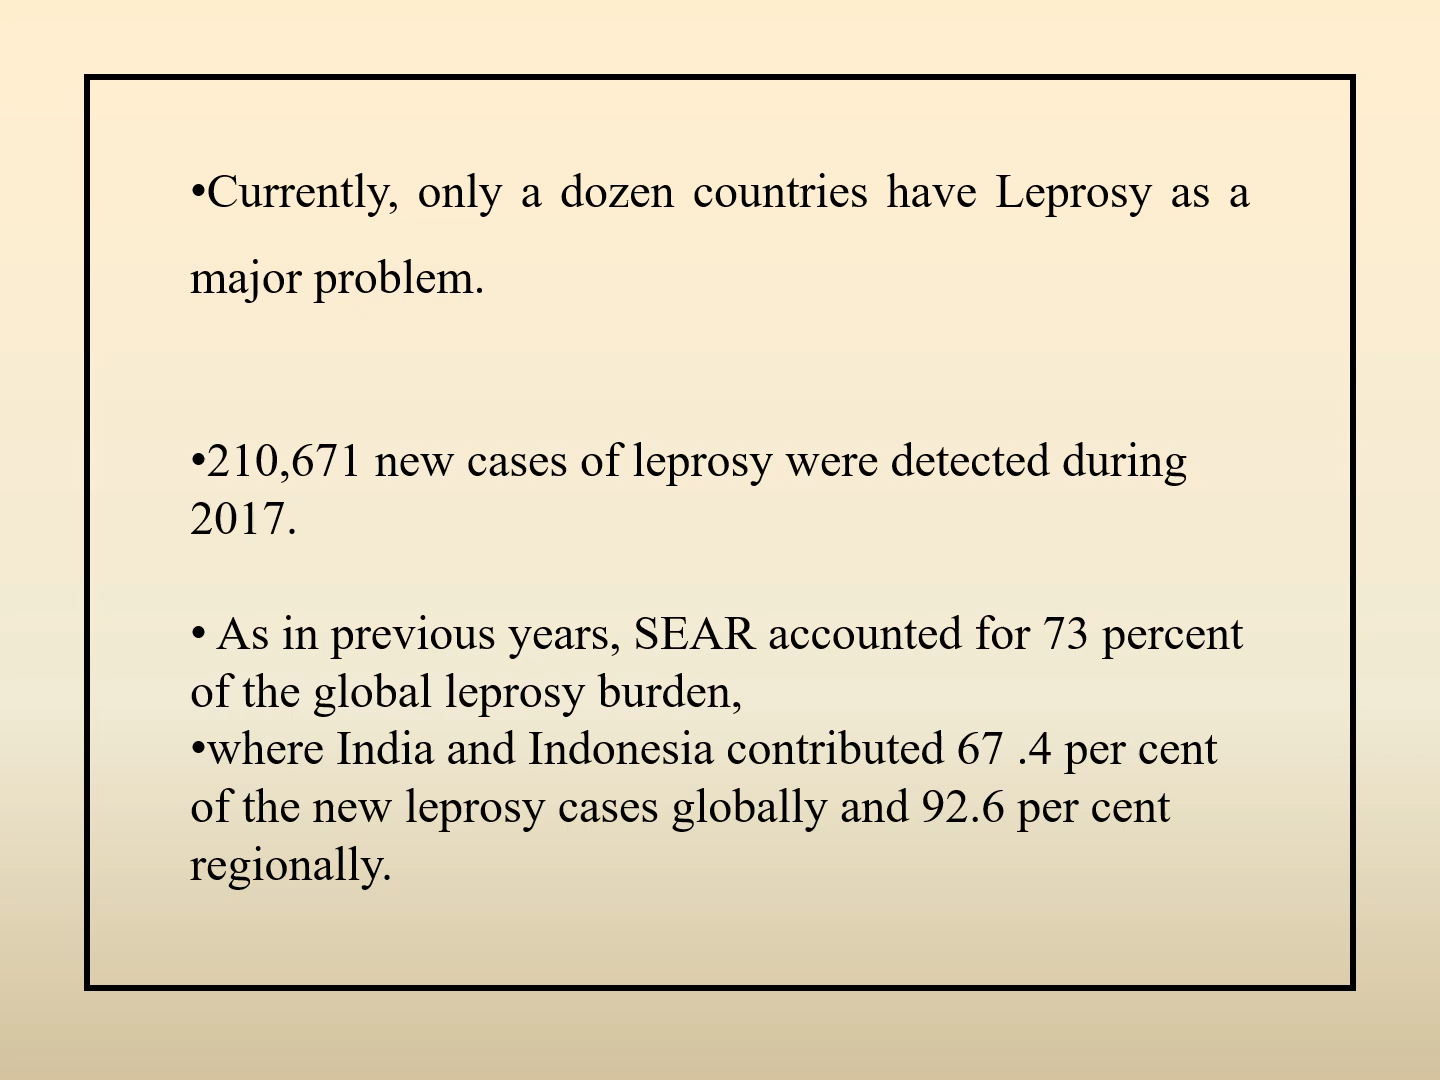 •Currently, only a dozen countries have Leprosy as a
major problem.
•210,671 new cases of leprosy were detected during
2017.
• As in previous years, SEAR accounted for 73 percent
of the global leprosy burden,
•where India and Indonesia contributed 67 .4 per cent
of the new leprosy cases globally and 92.6 per cent
regionally.